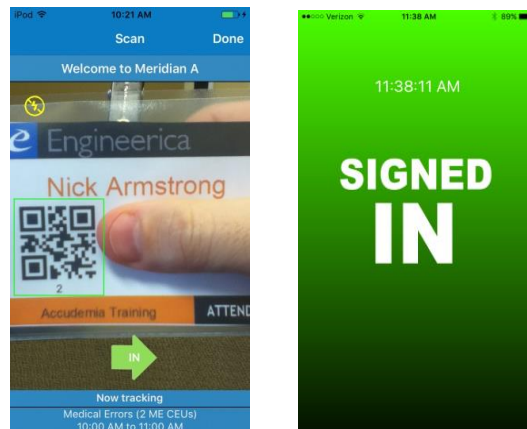 iPod 10:21 AM
Scan Done
Welcome to Meridian A
e Engineerica
Nick Armstrong
2
Accudemia Training ATTEND
IN
Now tracking
Medical Errors (2 ME CEUs)
10:00 AM to 11:00 AM
Verizon 11:38 AM 89%
11:38:11 AM
SIGNED
IN